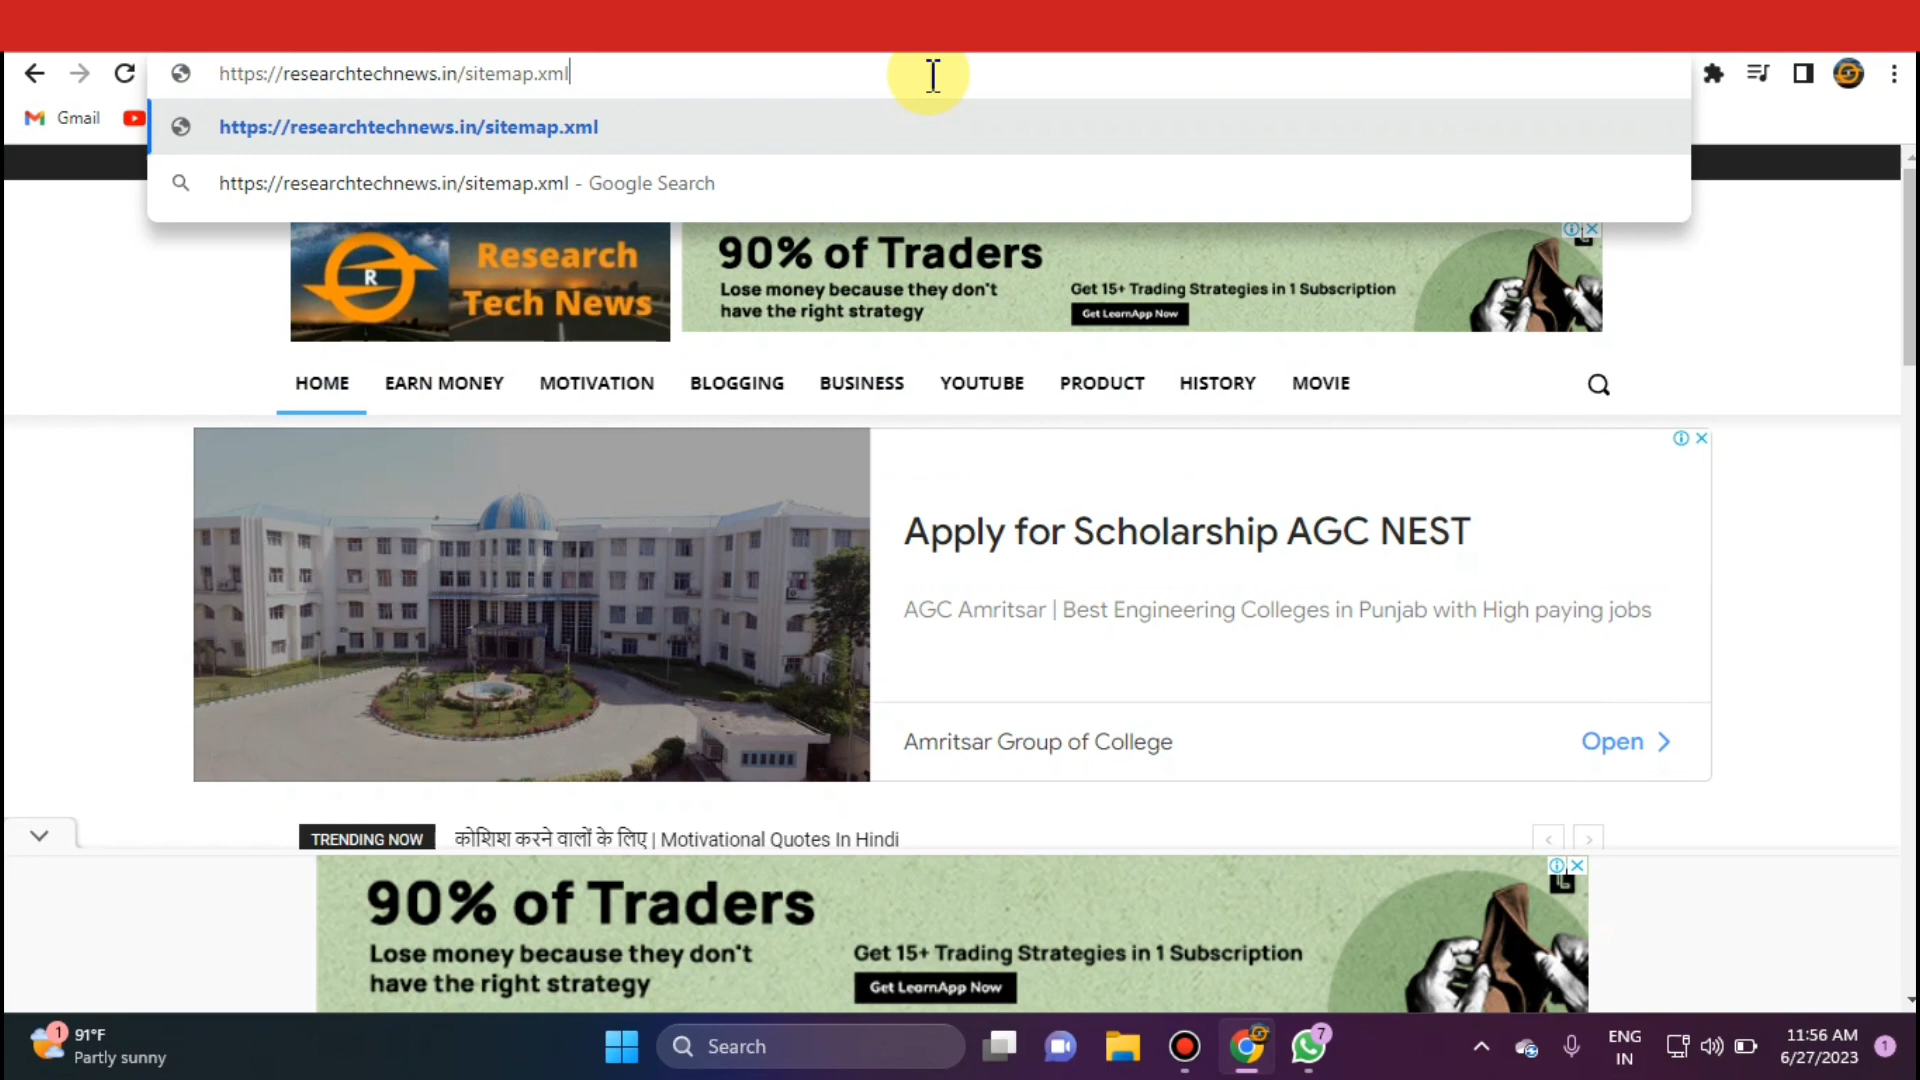 https://researchtechnews.in/sitemap.xml
Gmail
https://researchtechnews.in/sitemap.xml
https://researchtechnews.in/sitemap.xml - Google Search
R
Research
Tech News
90% of Traders
Lose money because they don't
have the right strategy
Get 15+ Trading Strategies in 1 Subscription
Get LearnApp Now
HOME EARN MONEY MOTIVATION BLOGGING BUSINESS YOUTUBE PRODUCT HISTORY MOVIE
Apply for Scholarship AGC NEST
AGC Amritsar | Best Engineering Colleges in Punjab with High paying jobs
Amritsar Group of College
Open
TRENDING NOW कोशिश करने वालों के लिए | Motivational Quotes In Hindi
90% of Traders
Lose money because they don't
have the right strategy
Get 15+ Trading Strategies in 1 Subscription
Get LearnApp Now
1
91°F
Partly sunny
Search
7
ENG
IN
11:56 AM
6/27/2023
1